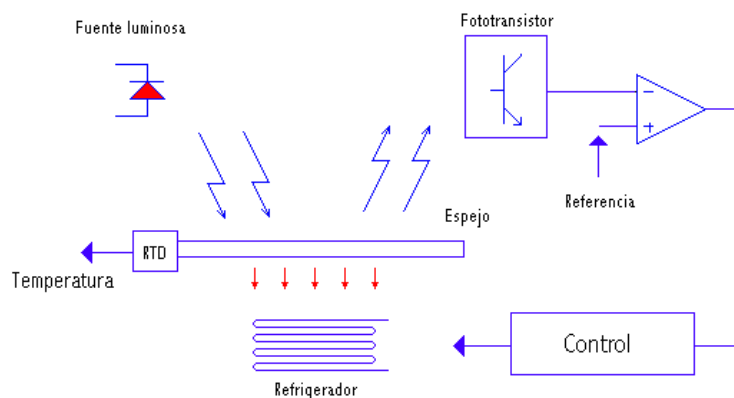 Fuente luminosa
Fototransistor
−
+
Referencia
Espejo
RTD
Temperatura
Control
Refrigerador